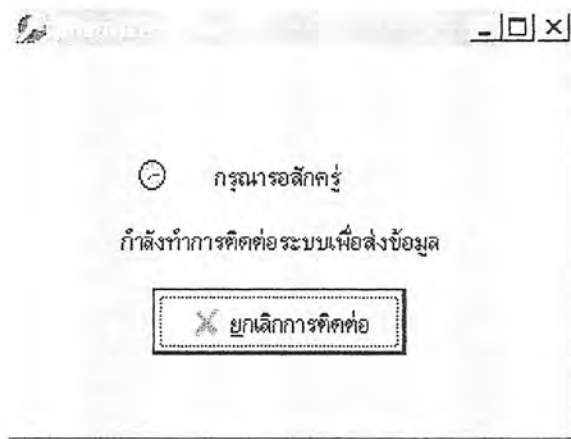 กรุณารอสักครู่
กำลังทำการติดต่อระบบเพื่อส่งข้อมูล
ยกเลิกการติดต่อ